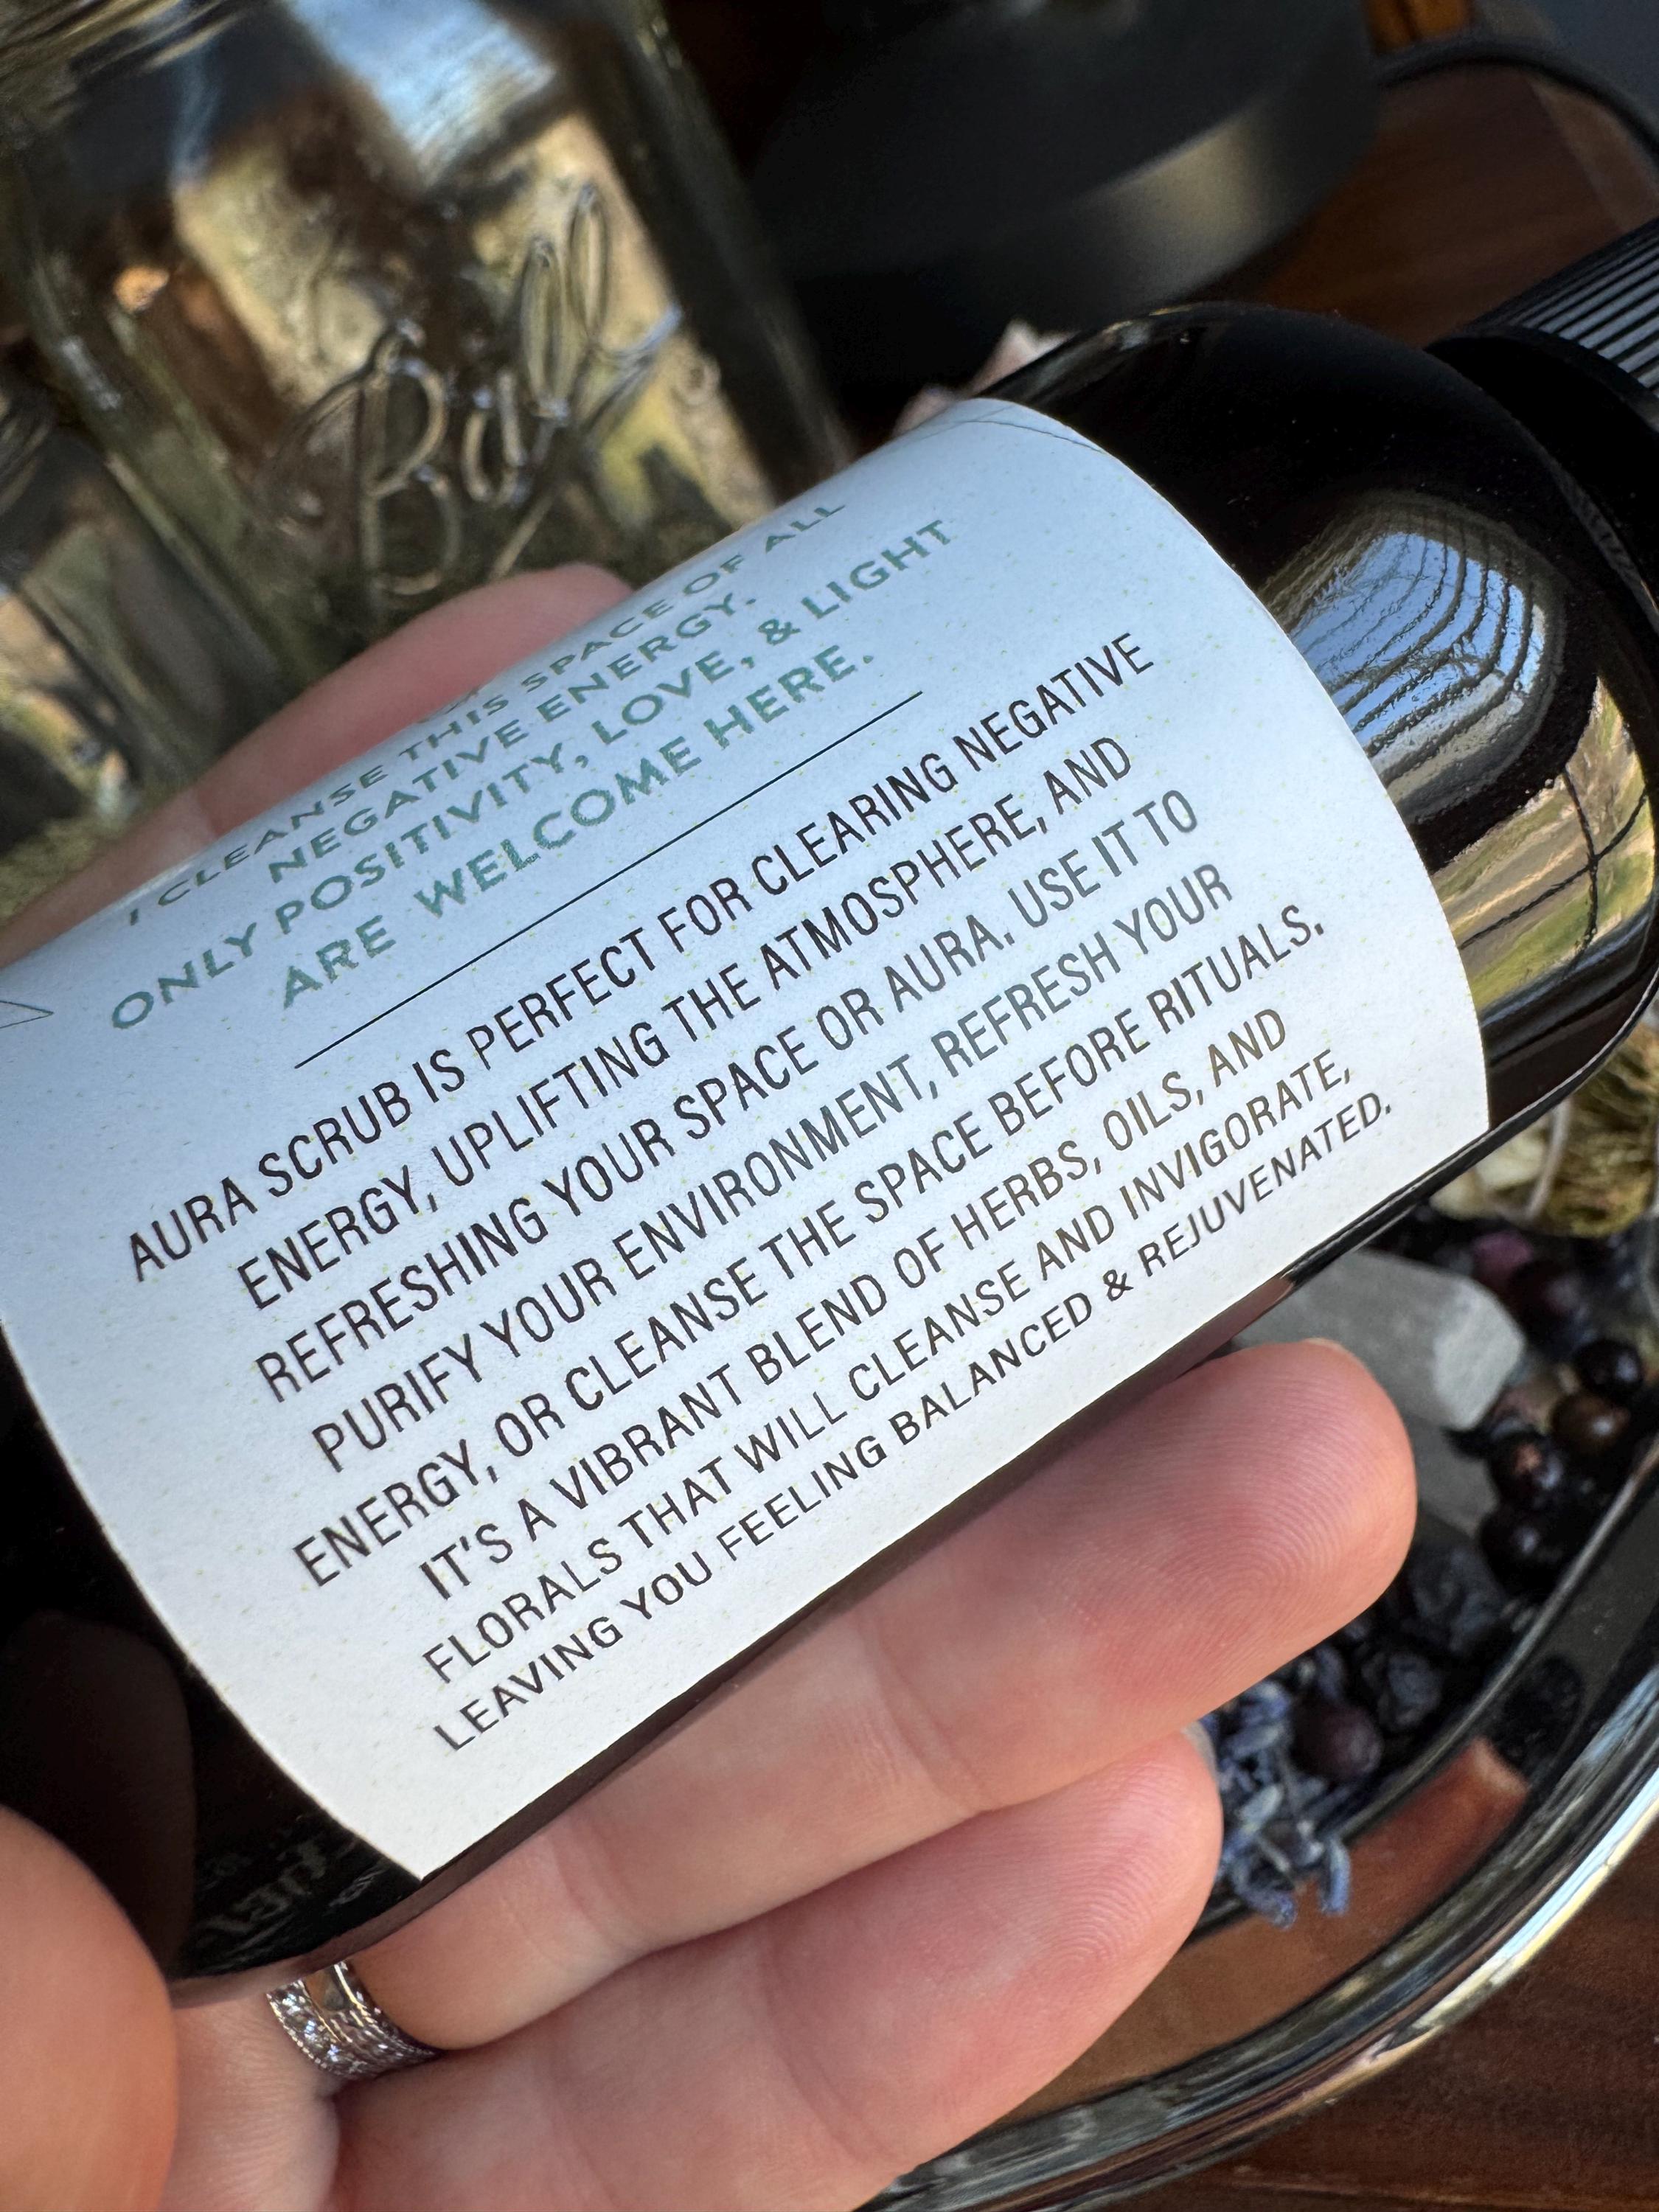 Ball
I CLEANSE THIS SPACE OF ALL
NEGATIVE ENERGY.
ONLY POSITIVITY, LOVE, & LIGHT
ARE WELCOME HERE.
AURA SCRUB IS PERFECT FOR CLEARING NEGATIVE
ENERGY, UPLIFTING THE ATMOSPHERE, AND
REFRESHING YOUR SPACE OR AURA. USE IT TO
PURIFY YOUR ENVIRONMENT, REFRESH YOUR
ENERGY, OR CLEANSE THE SPACE BEFORE RITUALS.
IT'S A VIBRANT BLEND OF HERBS, OILS, AND
FLORALS THAT WILL CLEANSE AND INVIGORATE,
LEAVING YOU FEELING BALANCED & REJUVENATED.